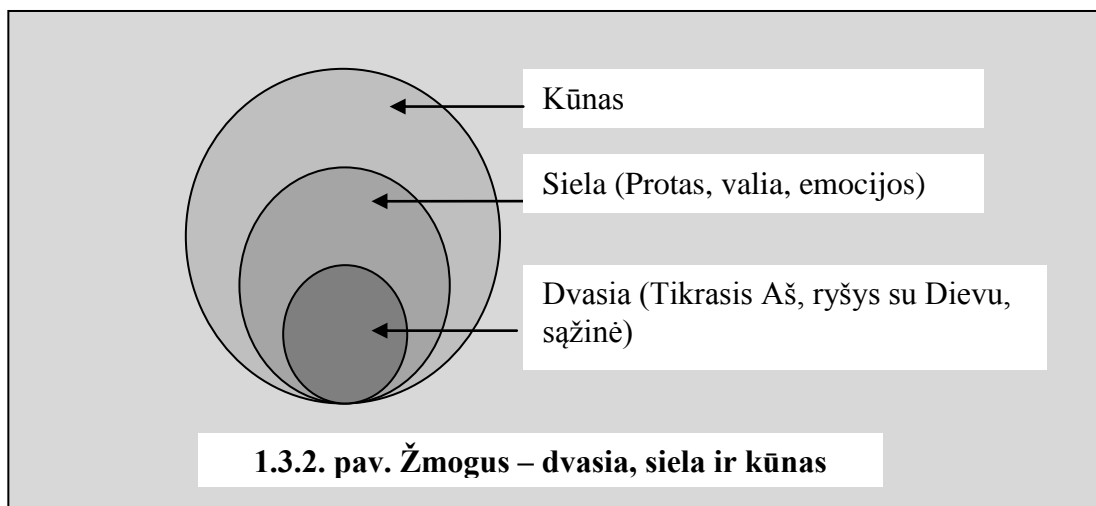 Kūnas
Siela (Protas, valia, emocijos)
Dvasia (Tikrasis Aš, ryšys su Dievu,
sąžinė)
1.3.2. pav. Žmogus – dvasia, siela ir kūnas